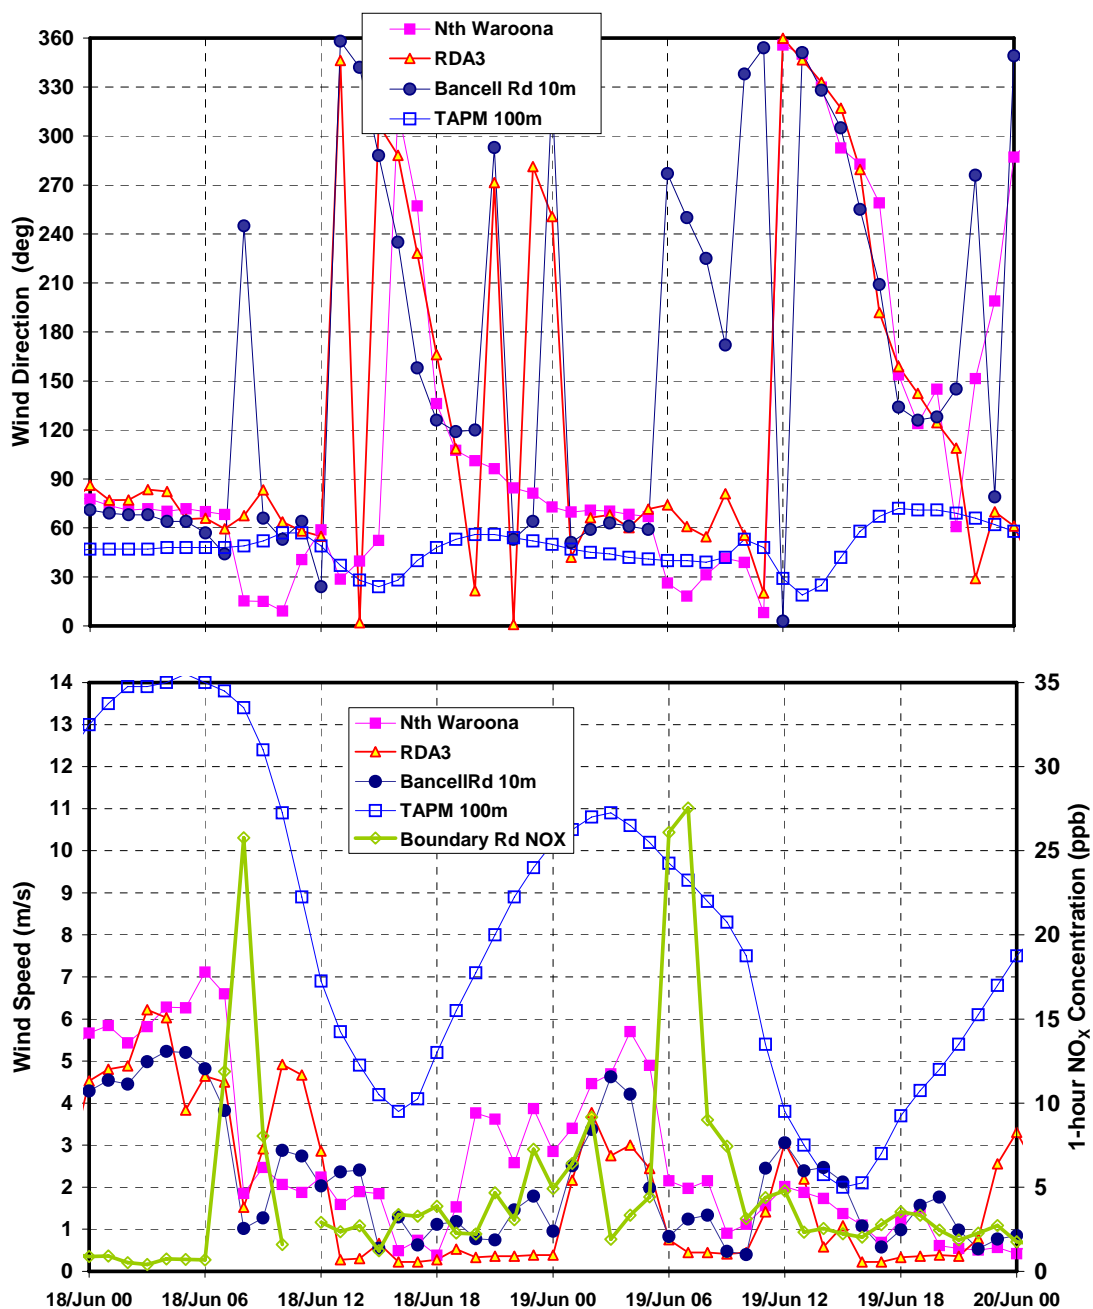 Nth Waroona
RDA3
Bancell Rd 10m
TAPM 100m
360
330
300
270
240
210
180
150
120
90
60
30
0
Wind Direction (deg)
14
13
12
11
10
9
8
7
6
5
4
3
2
1
0
Wind Speed (m/s)
Nth Waroona
RDA3
BancellRd 10m
TAPM 100m
Boundary Rd NOX
35
30
25
20
15
10
5
0
1-hour NOX Concentration (ppb)
18/Jun 00 18/Jun 06 18/Jun 12 18/Jun 18 19/Jun 00 19/Jun 06 19/Jun 12 19/Jun 18 20/Jun 00